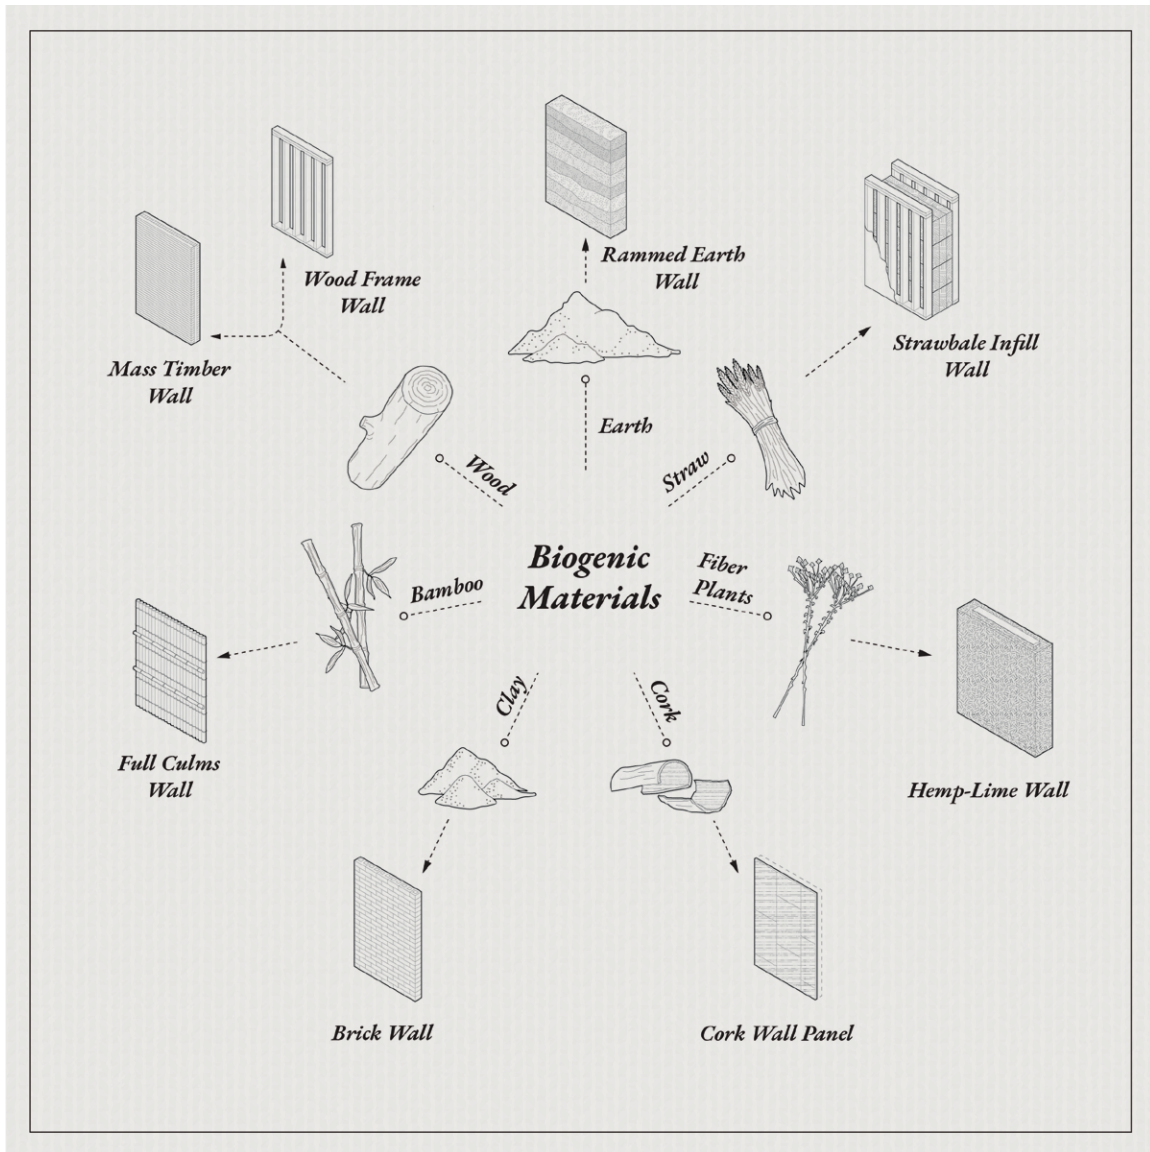 Rammed Earth
Wall
Wood Frame
Wall
Strawbale Infill
Wall
Mass Timber
Wall
Earth
Wood
Straw
Biogenic
Materials
Fiber
Plants
Bamboo
Clay
Cork
Full Culms
Wall
Hemp-Lime Wall
Brick Wall
Cork Wall Panel